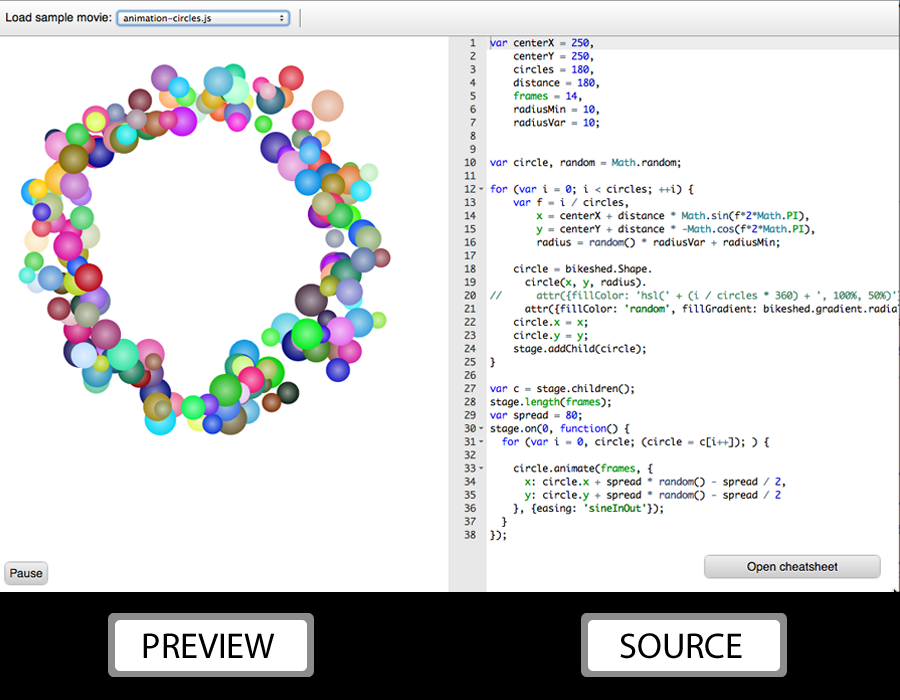 Load sample movie: animation-circles.js
1 var centerX = 250,
2 centerY = 250,
3 circles = 180,
4 distance = 180,
5 frames = 14,
6 radiusMin = 10,
7 radiusVar = 10;
8
9
10 var circle, random = Math.random;
11
12 for (var i = 0; i < circles; ++i) {
13 var f = i / circles,
14 x = centerX + distance * Math.sin(f*2*Math.PI),
15 y = centerY + distance * -Math.cos(f*2*Math.PI),
16 radius = random() * radiusVar + radiusMin;
17
18 circle = bikeshed.Shape.
19 circle(x, y, radius).
20 // attr({fillColor: 'hsl(' + (i / circles * 360) + ', 100%, 50%)'
21 attr({fillColor: 'random', fillGradient: bikeshed.gradient.radia
22 circle.x = x;
23 circle.y = y;
24 stage.addChild(circle);
25 }
26
27 var c = stage.children();
28 stage.length(frames);
29 var spread = 80;
30 stage.on(0, function() {
31 for (var i = 0, circle; (circle = c[i++]); ) {
32
33 circle.animate(frames, {
34 x: circle.x + spread * random() - spread / 2,
35 y: circle.y + spread * random() - spread / 2
36 }, {easing: 'sineInOut'});
37 }
38 });
Pause
Open cheatsheet
PREVIEW
SOURCE